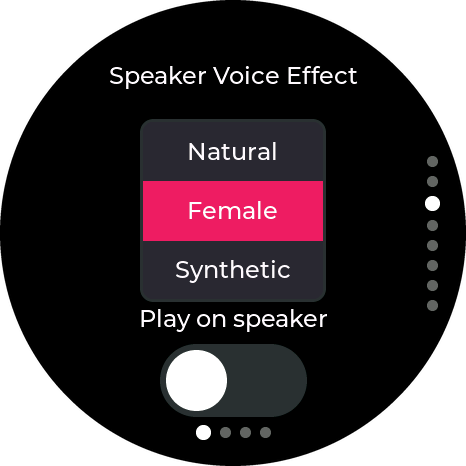 Speaker Voice Effect
Natural
Female
Synthetic
Play on speaker